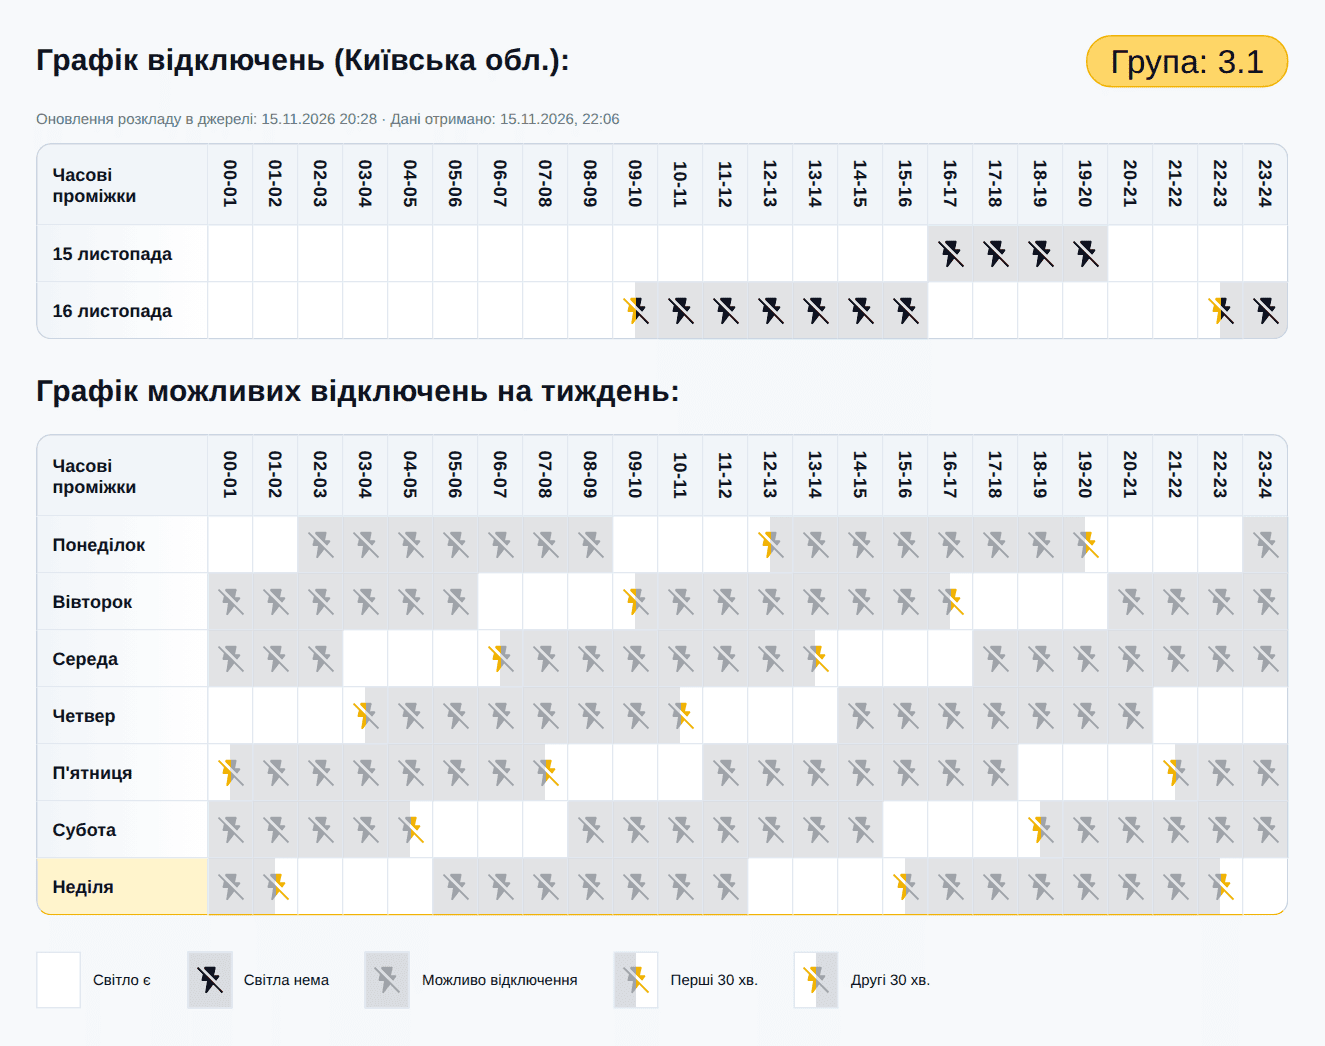 Графік відключень (Київська обл.):
Група: 3.1
Оновлення розкладу в джерелі: 15.11.2026 20:28 · Дані отримано: 15.11.2026, 22:06
Часові
проміжки
00-01 01-02 02-03 03-04 04-05 05-06 06-07 07-08 08-09 09-10 10-11 11-12 12-13 13-14 14-15 15-16 16-17 17-18 18-19 19-20 20-21 21-22 22-23 23-24
15 листопада
16 листопада
Графік можливих відключень на тиждень:
Часові
проміжки
00-01 01-02 02-03 03-04 04-05 05-06 06-07 07-08 08-09 09-10 10-11 11-12 12-13 13-14 14-15 15-16 16-17 17-18 18-19 19-20 20-21 21-22 22-23 23-24
Понеділок
Вівторок
Середа
Четвер
П'ятниця
Субота
Неділя
Світло є
Світла нема
Можливо відключення
Перші 30 хв.
Другі 30 хв.